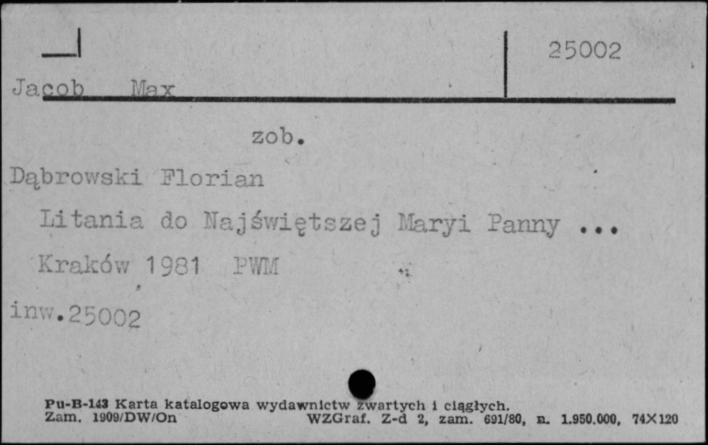 25002
Jacob Max
zob.
Dąbrowski Florian
Litania do Najświętszej Maryi Panny ...
Kraków 1981 PWM
inw.25002
Pu-B-143 Karta katalogowa wydawnictw zwartych i ciągłych.
Zam. 1909/DW/On WZGraf. Z-d 2, zam. 691/80, n. 1.950.000, 74X120